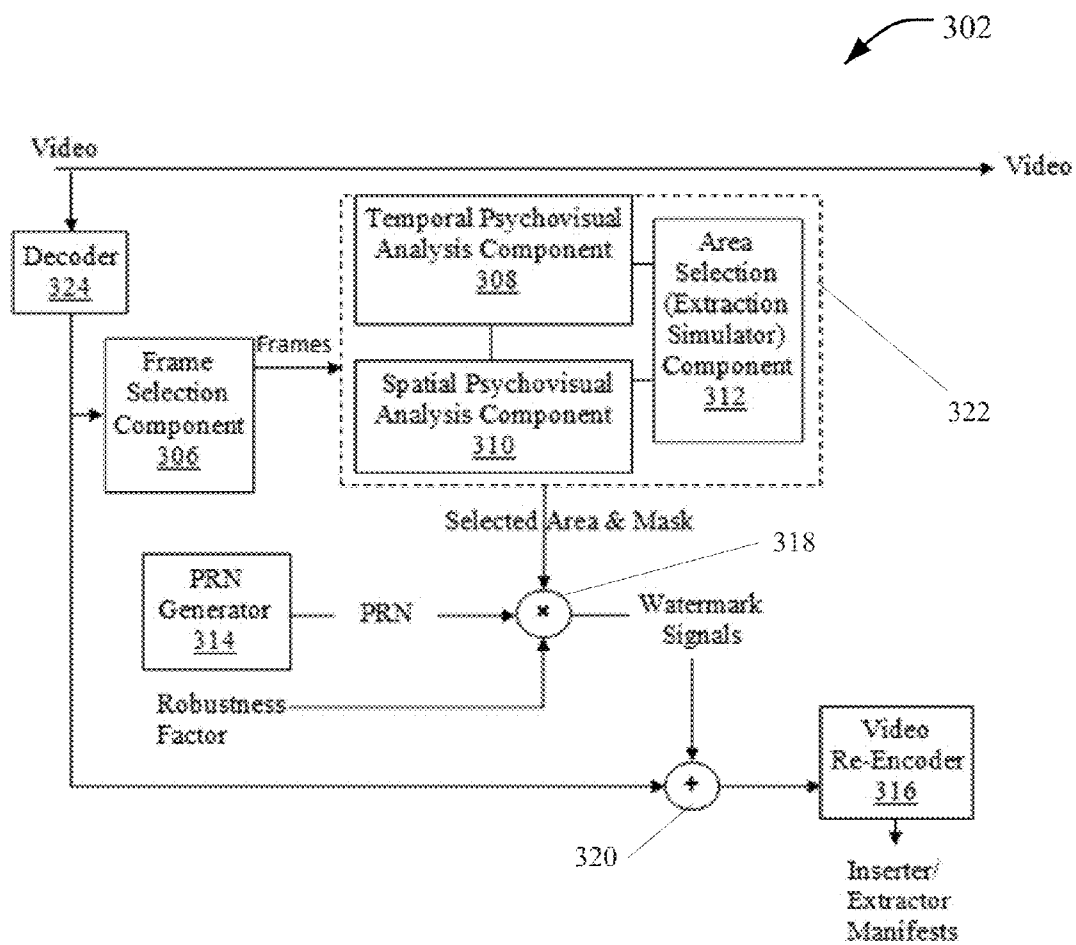 302
Video
Video
Decoder
324
Temporal Psychovisual
Analysis Component
308
Area
Selection
(Extraction
Simulator)
Component
312
Frames
Frame
Selection
Component
306
Spatial Psychovisual
Analysis Component
310
322
Selected Area & Mask
318
PRN
Generator
314
PRN
×
Watermark
Signals
Robustness
Factor
+
320
Video
Re-Encoder
316
Inserter/
Extractor
Manifests